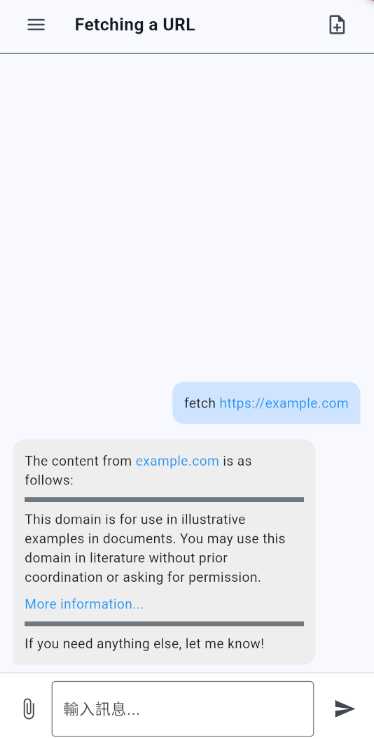 Fetching a URL
fetch https://example.com
The content from example.com is as
follows:
This domain is for use in illustrative
examples in documents. You may use this
domain in literature without prior
coordination or asking for permission.
More information...
If you need anything else, let me know!
輸入訊息...